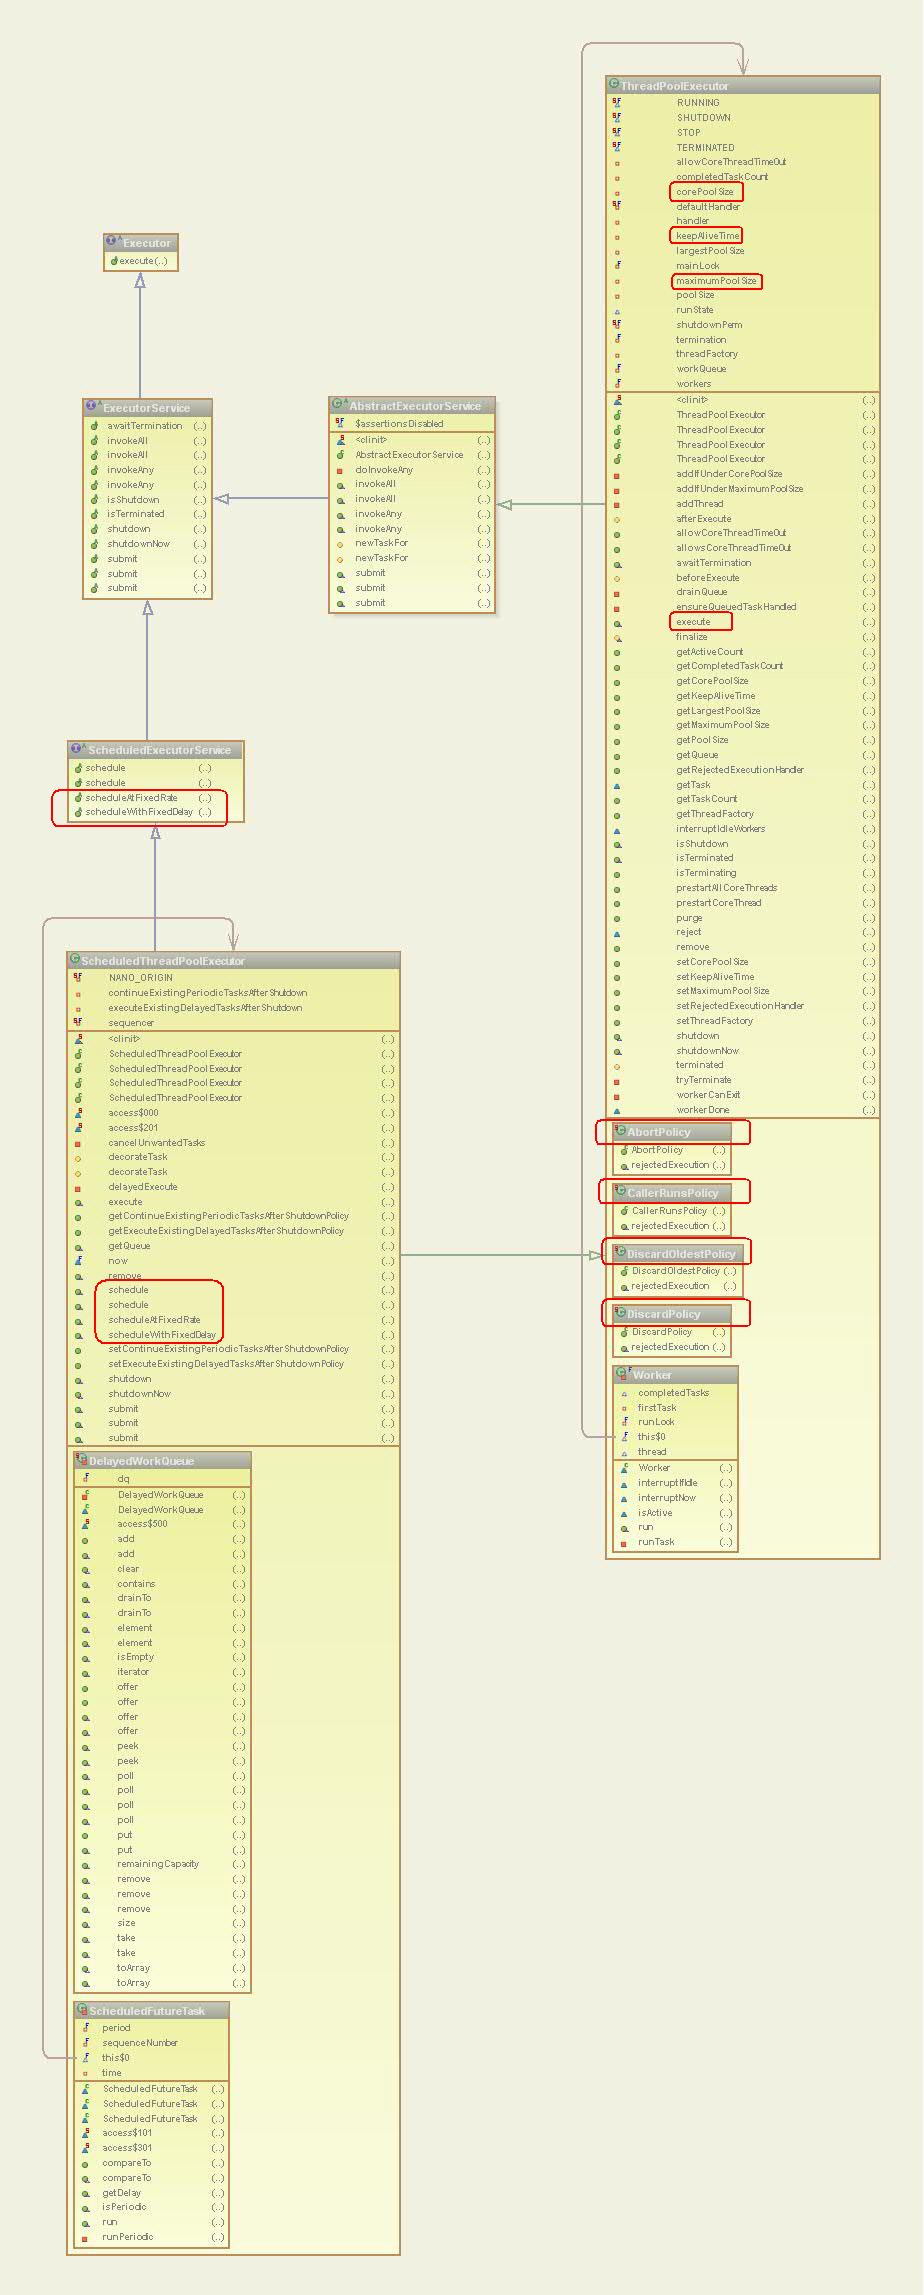 Executor
execute (..)
ExecutorService
awaitTermination (..)
invokeAll (..)
invokeAll (..)
invokeAny (..)
invokeAny (..)
isShutdown (..)
isTerminated (..)
shutdown (..)
shutdownNow (..)
submit (..)
submit (..)
submit (..)
AbstractExecutorService
$assertionsDisabled
<clinit> (..)
AbstractExecutorService (..)
doInvokeAny (..)
invokeAll (..)
invokeAll (..)
invokeAny (..)
invokeAny (..)
newTaskFor (..)
newTaskFor (..)
submit (..)
submit (..)
submit (..)
ScheduledExecutorService
schedule (..)
schedule (..)
scheduleAtFixedRate (..)
scheduleWithFixedDelay (..)
ScheduledThreadPoolExecutor
NANO_ORIGIN
continueExistingPeriodicTasksAfterShutdown
executeExistingDelayedTasksAfterShutdown
sequencer
<clinit> (..)
ScheduledThreadPoolExecutor (..)
ScheduledThreadPoolExecutor (..)
ScheduledThreadPoolExecutor (..)
ScheduledThreadPoolExecutor (..)
access$000 (..)
access$201 (..)
cancelUnwantedTasks (..)
decorateTask (..)
decorateTask (..)
delayedExecute (..)
execute (..)
getContinueExistingPeriodicTasksAfterShutdownPolicy (..)
getExecuteExistingDelayedTasksAfterShutdownPolicy (..)
getQueue (..)
now (..)
remove (..)
schedule (..)
schedule (..)
scheduleAtFixedRate (..)
scheduleWithFixedDelay (..)
setContinueExistingPeriodicTasksAfterShutdownPolicy (..)
setExecuteExistingDelayedTasksAfterShutdownPolicy (..)
shutdown (..)
shutdownNow (..)
submit (..)
submit (..)
submit (..)
DelayedWorkQueue
dq
DelayedWorkQueue (..)
DelayedWorkQueue (..)
access$500 (..)
add (..)
add (..)
clear (..)
contains (..)
drainTo (..)
drainTo (..)
element (..)
element (..)
isEmpty (..)
iterator (..)
offer (..)
offer (..)
offer (..)
offer (..)
peek (..)
peek (..)
poll (..)
poll (..)
poll (..)
poll (..)
put (..)
put (..)
remainingCapacity (..)
remove (..)
remove (..)
remove (..)
size (..)
take (..)
take (..)
toArray (..)
toArray (..)
ScheduledFutureTask
period
sequenceNumber
this$0
time
ScheduledFutureTask (..)
ScheduledFutureTask (..)
ScheduledFutureTask (..)
access$101 (..)
access$301 (..)
compareTo (..)
compareTo (..)
getDelay (..)
isPeriodic (..)
run (..)
runPeriodic (..)
ThreadPoolExecutor
RUNNING
SHUTDOWN
STOP
TERMINATED
allowCoreThreadTimeOut
completedTaskCount
corePoolSize
defaultHandler
handler
keepAliveTime
largestPoolSize
mainLock
maximumPoolSize
poolSize
runState
shutdownPerm
termination
threadFactory
workQueue
workers
<clinit> (..)
ThreadPoolExecutor (..)
ThreadPoolExecutor (..)
ThreadPoolExecutor (..)
ThreadPoolExecutor (..)
addIfUnderCorePoolSize (..)
addIfUnderMaximumPoolSize (..)
addThread (..)
afterExecute (..)
allowCoreThreadTimeOut (..)
allowsCoreThreadTimeOut (..)
awaitTermination (..)
beforeExecute (..)
drainQueue (..)
ensureQueuedTaskHandled (..)
execute (..)
finalize (..)
getActiveCount (..)
getCompletedTaskCount (..)
getCorePoolSize (..)
getKeepAliveTime (..)
getLargestPoolSize (..)
getMaximumPoolSize (..)
getPoolSize (..)
getQueue (..)
getRejectedExecutionHandler (..)
getTask (..)
getTaskCount (..)
getThreadFactory (..)
interruptIdleWorkers (..)
isShutdown (..)
isTerminated (..)
isTerminating (..)
prestartAllCoreThreads (..)
prestartCoreThread (..)
purge (..)
reject (..)
remove (..)
setCorePoolSize (..)
setKeepAliveTime (..)
setMaximumPoolSize (..)
setRejectedExecutionHandler (..)
setThreadFactory (..)
shutdown (..)
shutdownNow (..)
terminated (..)
tryTerminate (..)
workerCanExit (..)
workerDone (..)
AbortPolicy
AbortPolicy (..)
rejectedExecution (..)
CallerRunsPolicy
CallerRunsPolicy (..)
rejectedExecution (..)
DiscardOldestPolicy
DiscardOldestPolicy (..)
rejectedExecution (..)
DiscardPolicy
DiscardPolicy (..)
rejectedExecution (..)
Worker
completedTasks
firstTask
runLock
this$0
thread
Worker (..)
interruptIfIdle (..)
interruptNow (..)
isActive (..)
run (..)
runTask (..)